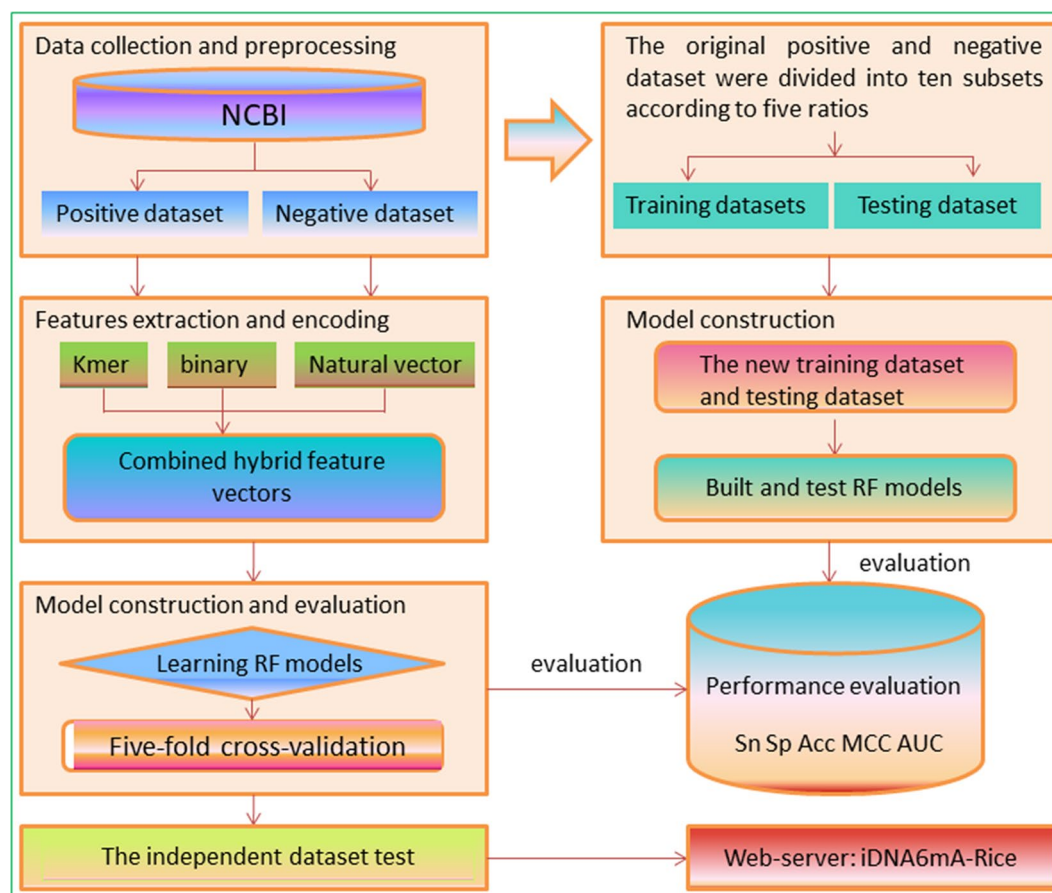 Data collection and preprocessing
NCBI
Positive dataset
Negative dataset
The original positive and negative
dataset were divided into ten subsets
according to five ratios
Training datasets
Testing dataset
Features extraction and encoding
Kmer
binary
Natural vector
Combined hybrid feature
vectors
Model construction
The new training dataset
and testing dataset
Built and test RF models
evaluation
Model construction and evaluation
Learning RF models
Five-fold cross-validation
evaluation
Performance evaluation
Sn Sp Acc MCC AUC
The independent dataset test
Web-server: iDNA6mA-Rice